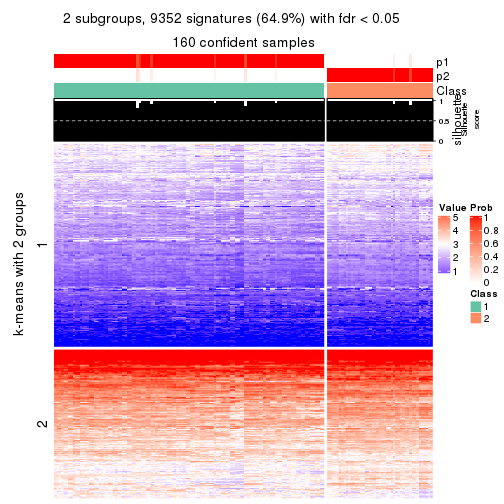 2 subgroups, 9352 signatures (64.9%) with fdr < 0.05
160 confident samples
p1
p2
Class
1
0.5
0
silhouette
Silhouette
score
k-means with 2 groups
1
2
Value
5
4
3
2
1
Prob
1
0.8
0.6
0.4
0.2
0
Class
1
2